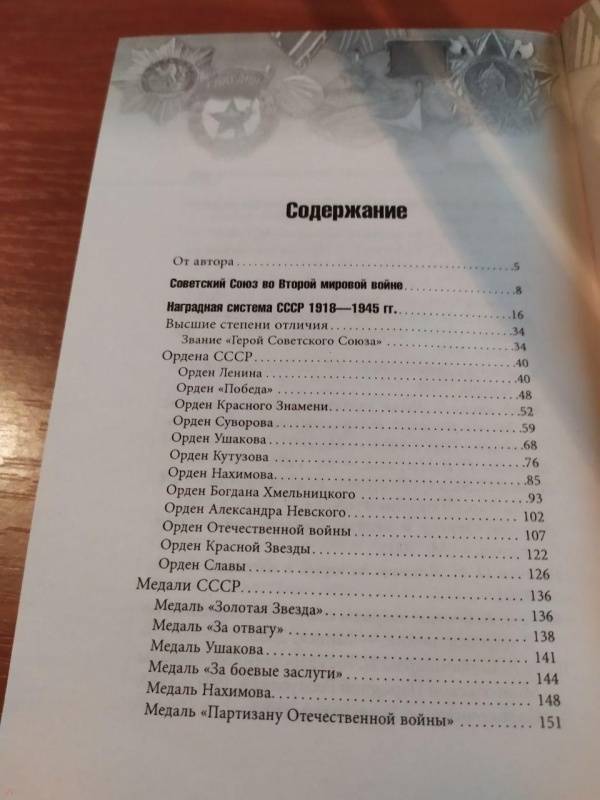 Содержание
От автора 5
Советский Союз во Второй мировой войне 8
Наградная система СССР 1918—1945 гг. 16
Высшие степени отличия 34
Звание «Герой Советского Союза» 34
Ордена СССР 40
Орден Ленина 40
Орден «Победа» 48
Орден Красного Знамени 52
Орден Суворова 59
Орден Ушакова 68
Орден Кутузова 76
Орден Нахимова 85
Орден Богдана Хмельницкого 93
Орден Александра Невского 102
Орден Отечественной войны 107
Орден Красной Звезды 122
Орден Славы 126
Медали СССР 136
Медаль «Золотая Звезда» 136
Медаль «За отвагу» 138
Медаль Ушакова 141
Медаль «За боевые заслуги» 144
Медаль Нахимова 148
Медаль «Партизану Отечественной войны» 151